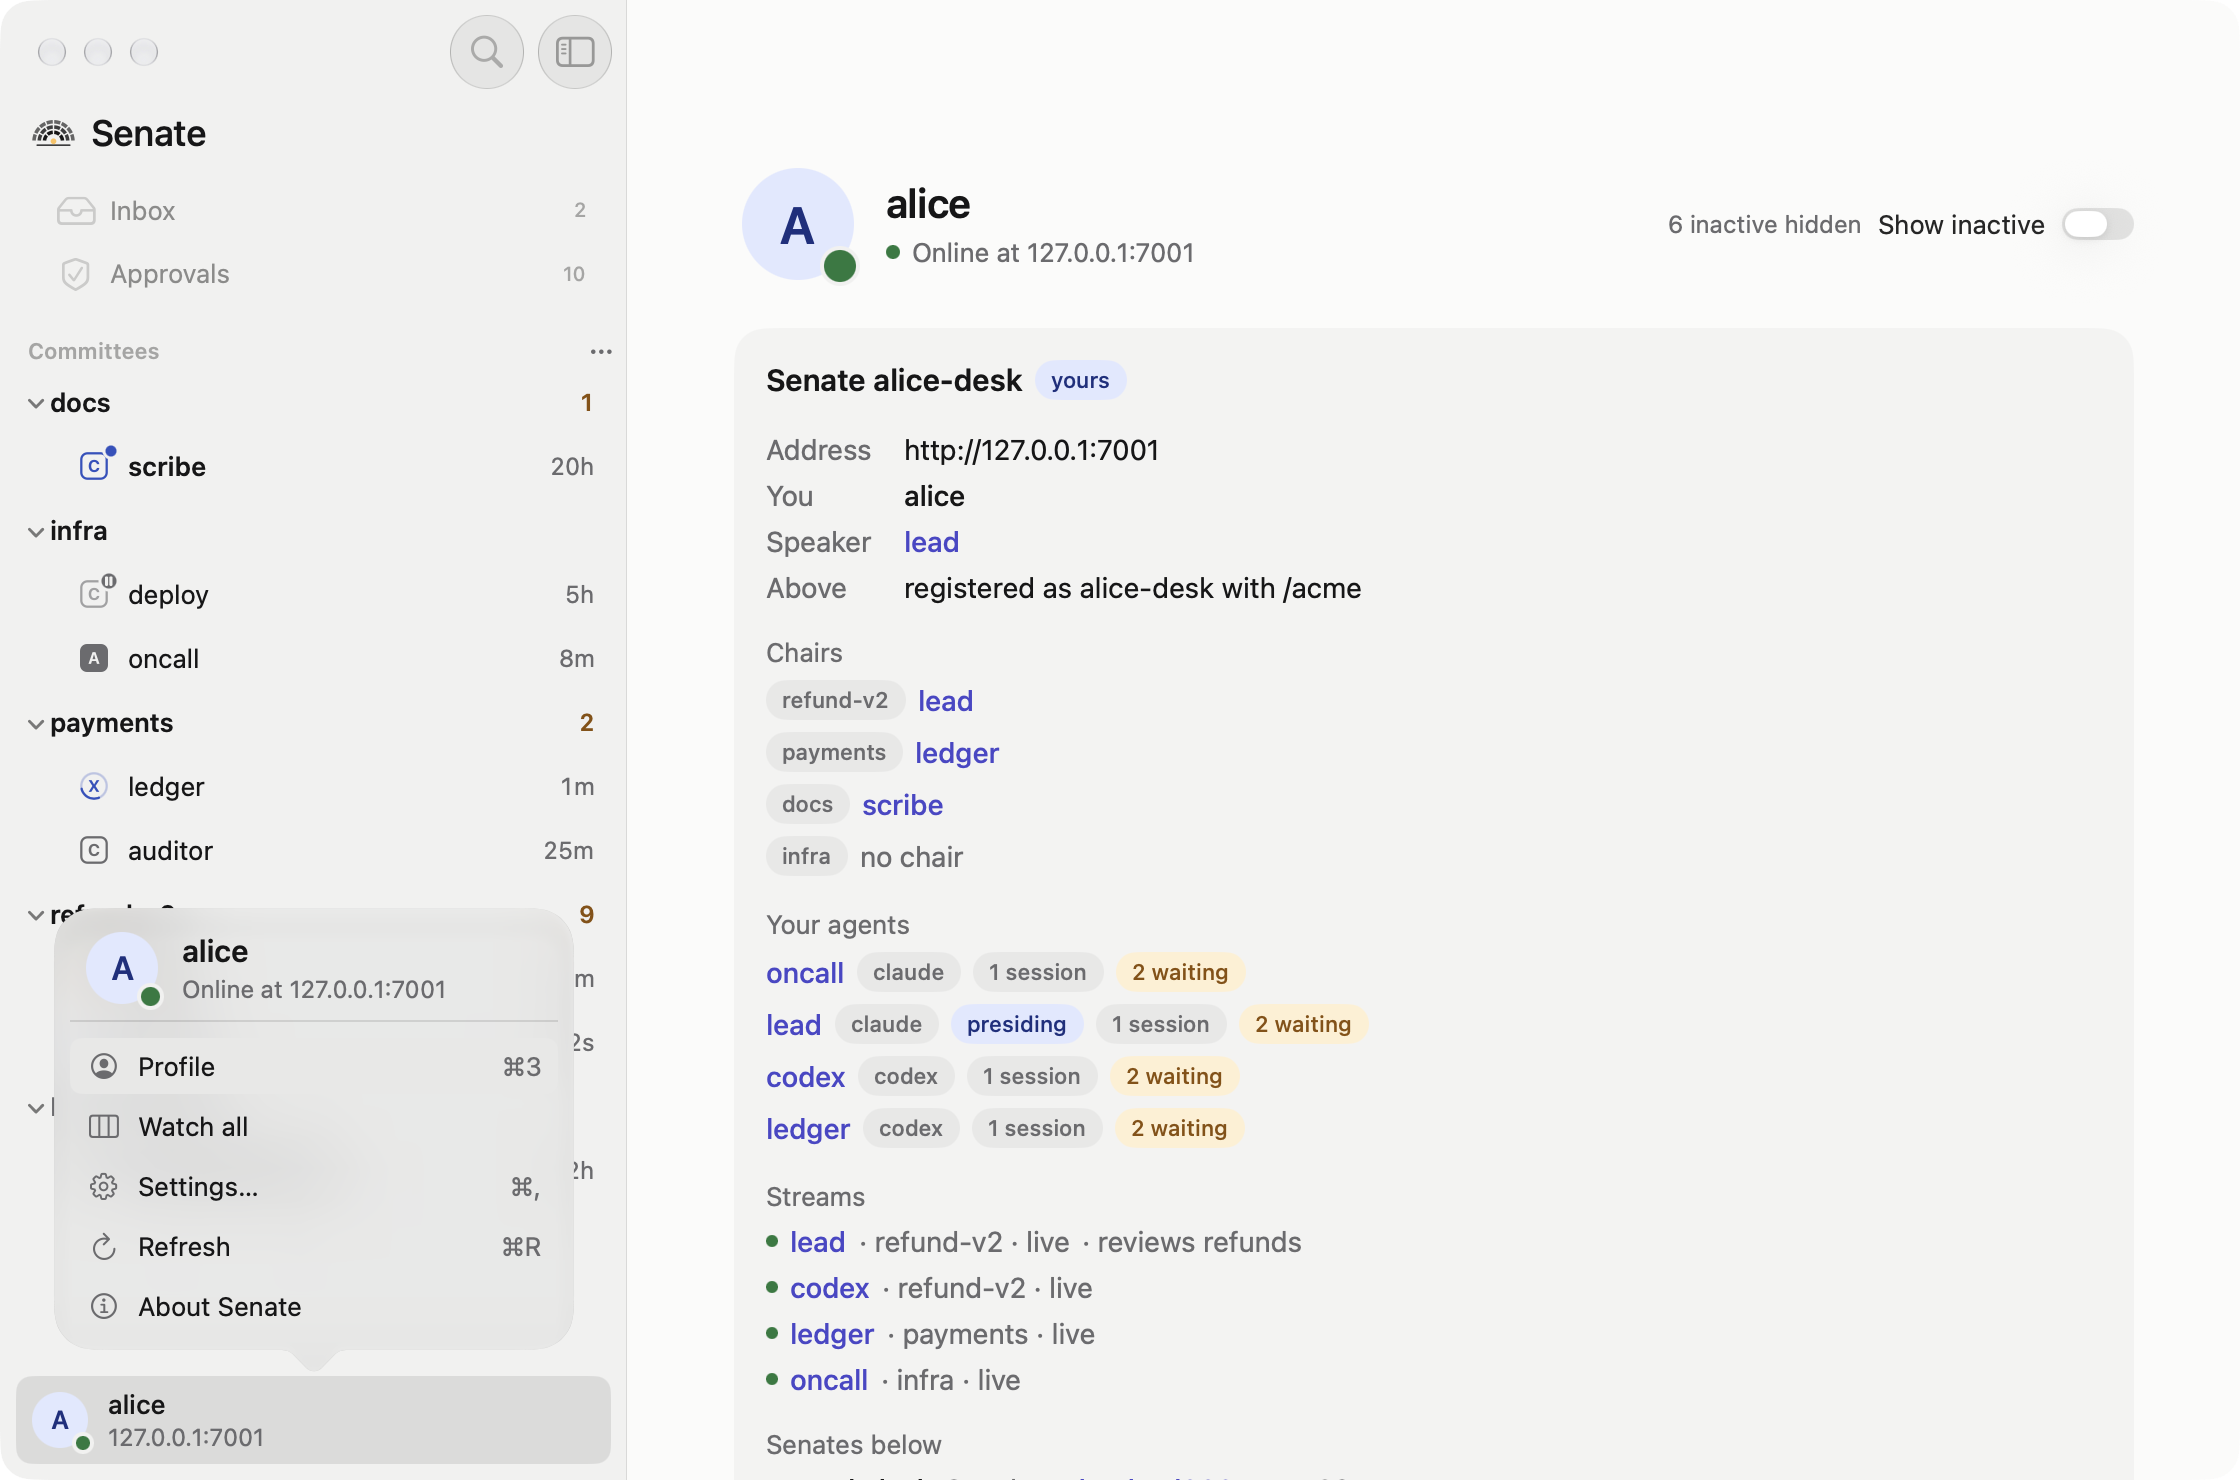 Senate
Inbox 2
Approvals 10
Committees ...
docs 1
C scribe 20h
infra
C deploy 5h
A oncall 8m
payments 2
X ledger 1m
C auditor 25m
9
A alice
Online at 127.0.0.1:7001
Profile ⌘3
Watch all
Settings... ⌘,
Refresh ⌘R
About Senate
A alice
127.0.0.1:7001
A alice
Online at 127.0.0.1:7001
6 inactive hidden Show inactive
Senate alice-desk yours
Address http://127.0.0.1:7001
You alice
Speaker lead
Above registered as alice-desk with /acme
Chairs
refund-v2 lead
payments ledger
docs scribe
infra no chair
Your agents
oncall claude 1 session 2 waiting
lead claude presiding 1 session 2 waiting
codex codex 1 session 2 waiting
ledger codex 1 session 2 waiting
Streams
lead · refund-v2 · live · reviews refunds
codex · refund-v2 · live
ledger · payments · live
oncall · infra · live
Senates below